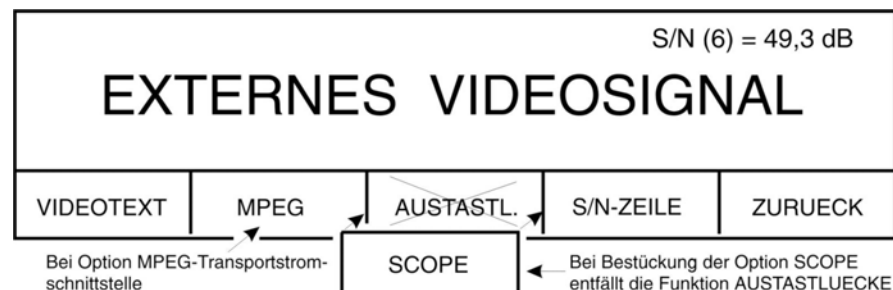 S/N (6) = 49,3 dB
EXTERNES VIDEOSIGNAL
VIDEOTEXT MPEG AUSTASTL. S/N-ZEILE ZURUECK
Bei Option MPEG-Transportstrom-
schnittstelle
SCOPE
Bei Bestückung der Option SCOPE
entfällt die Funktion AUSTASTLUECKE